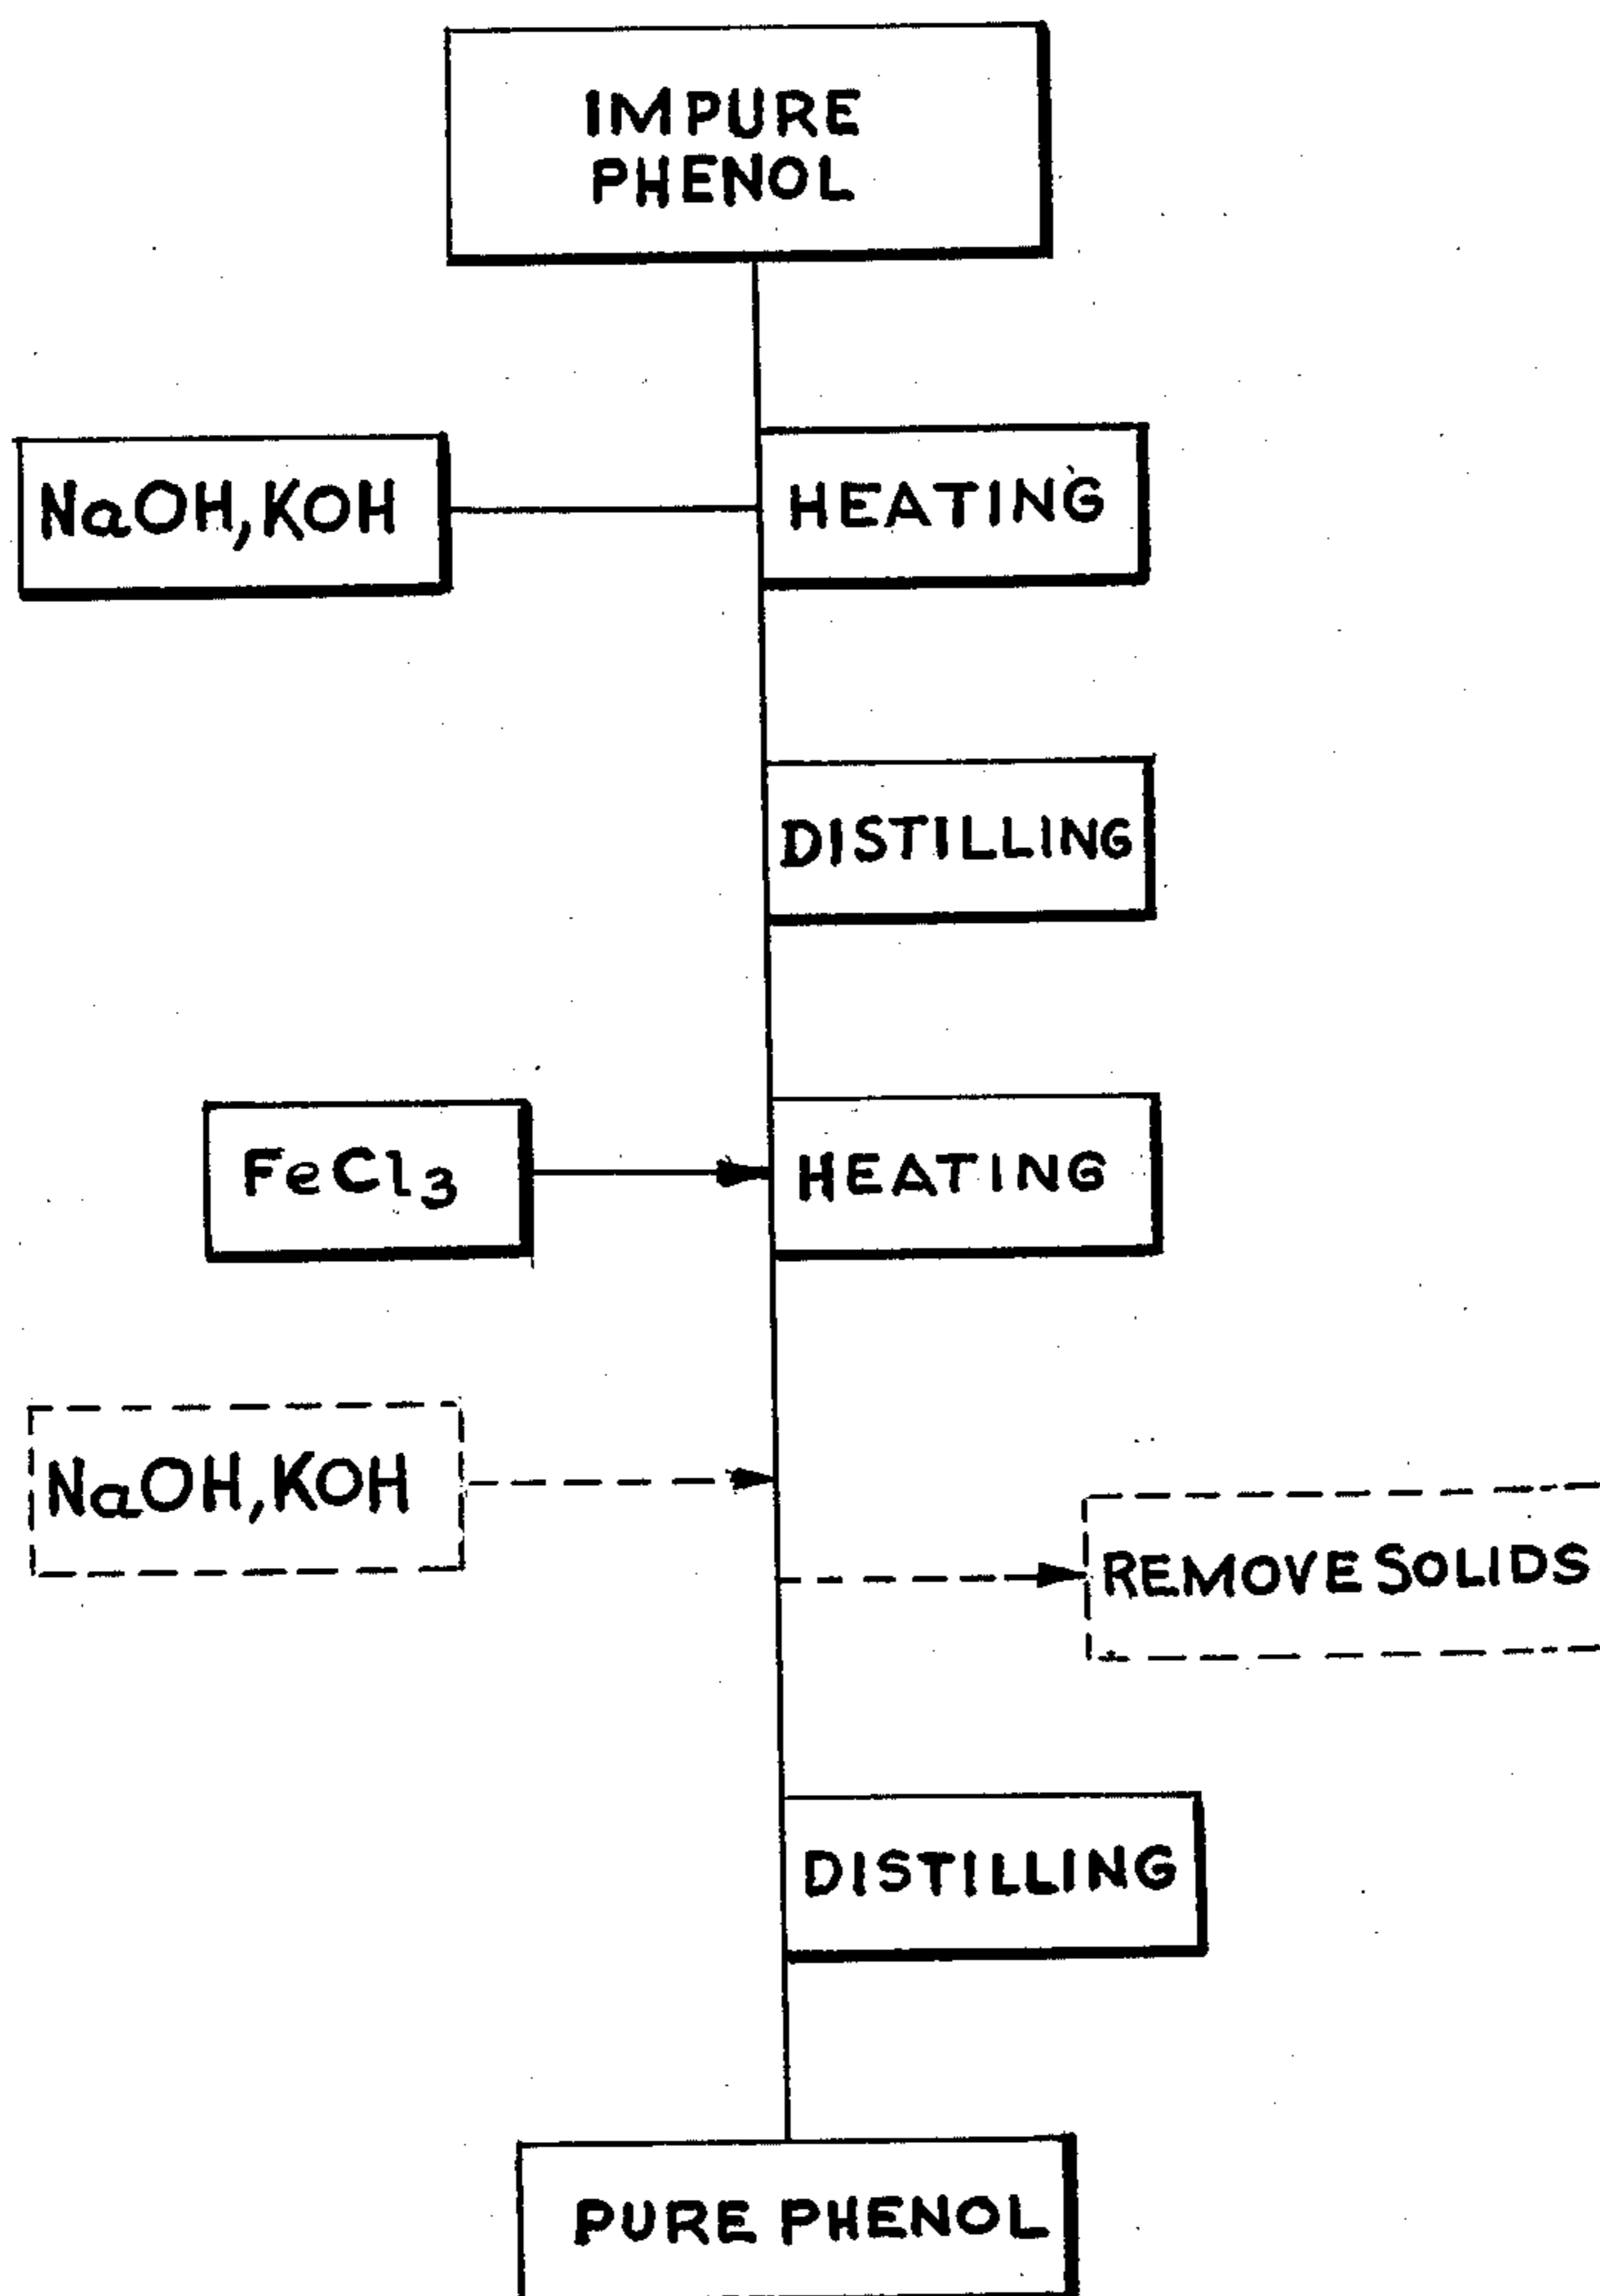 IMPURE
PHENOL
NaOH,KOH
HEATING
DISTILLING
FeCl₃
HEATING
NaOH,KOH
REMOVE SOLIDS
DISTILLING
PURE PHENOL